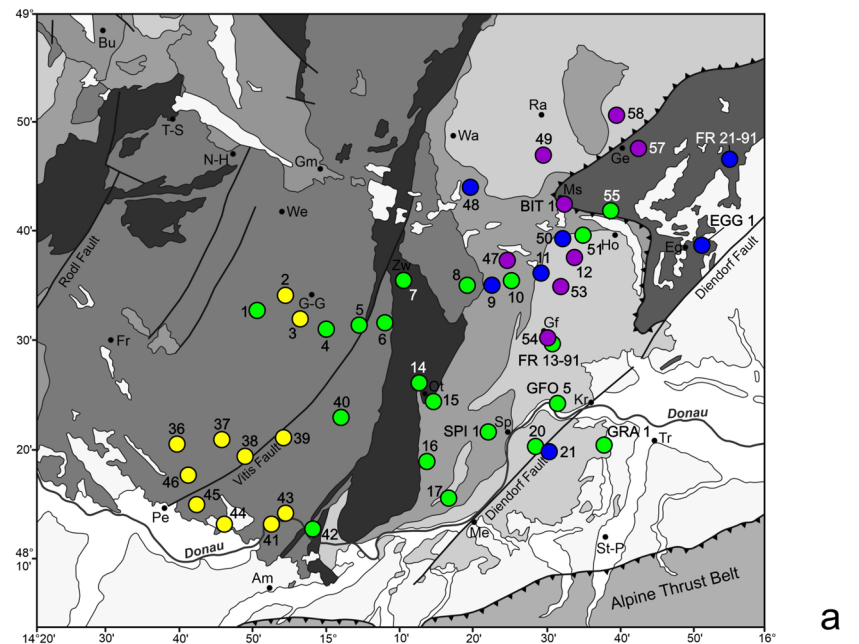 49°
Bu
50'
T-S
N-H
Gm
Wa
Ra
58
49
Ge
57
FR 21-91
48
Ms
BIT 1
55
40'
We
50
51
Ho
EGG 1
Eg
47
11
12
Rodl Fault
Zw
7
8
9
10
53
Diendorf Fault
2
G-G
1
3
4
5
6
30'
Fr
Gf
54
FR 13-91
14
Ot
15
GFO 5
Kr
Donau
40
36
37
38
39
SPI 1
Sp
20
21
GRA 1
Tr
20'
Vitis Fault
46
16
Diendorf Fault
45
44
43
41
42
17
Pe
Me
Donau
St-P
48°
10'
Am
Alpine Thrust Belt
a
14°20'
30'
40'
50'
15°
10'
20'
30'
40'
50'
16°